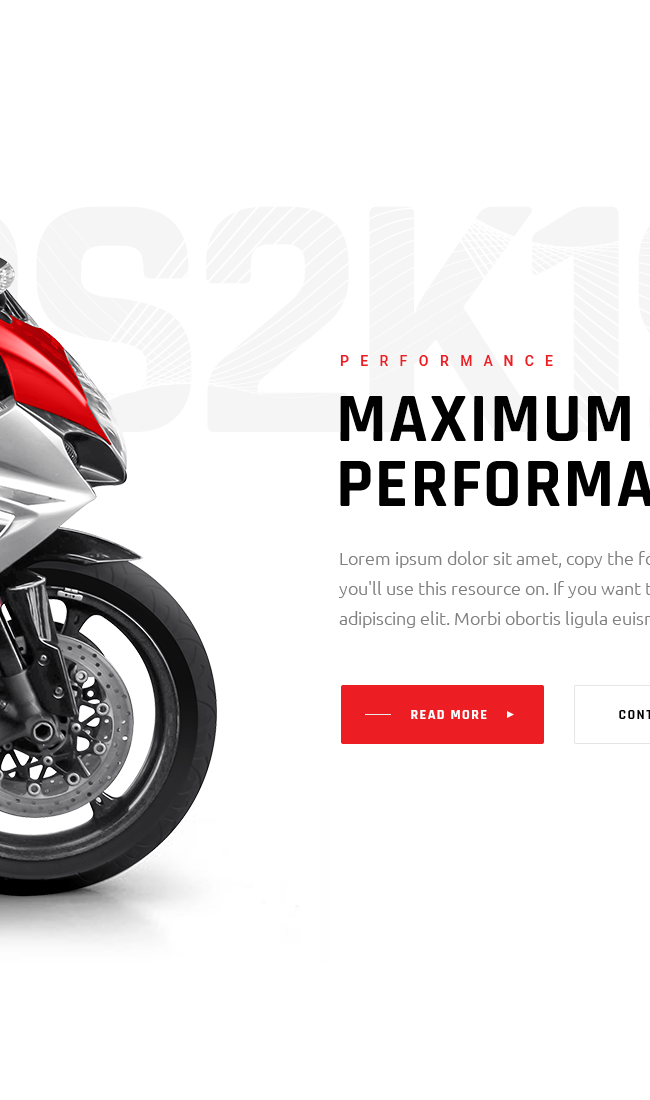 S2K1
PERFORMANCE
MAXIMUM
PERFORMA
Lorem ipsum dolor sit amet, copy the fo
you'll use this resource on. If you want t
adipiscing elit. Morbi obortis ligula euisr
READ MORE
CONT